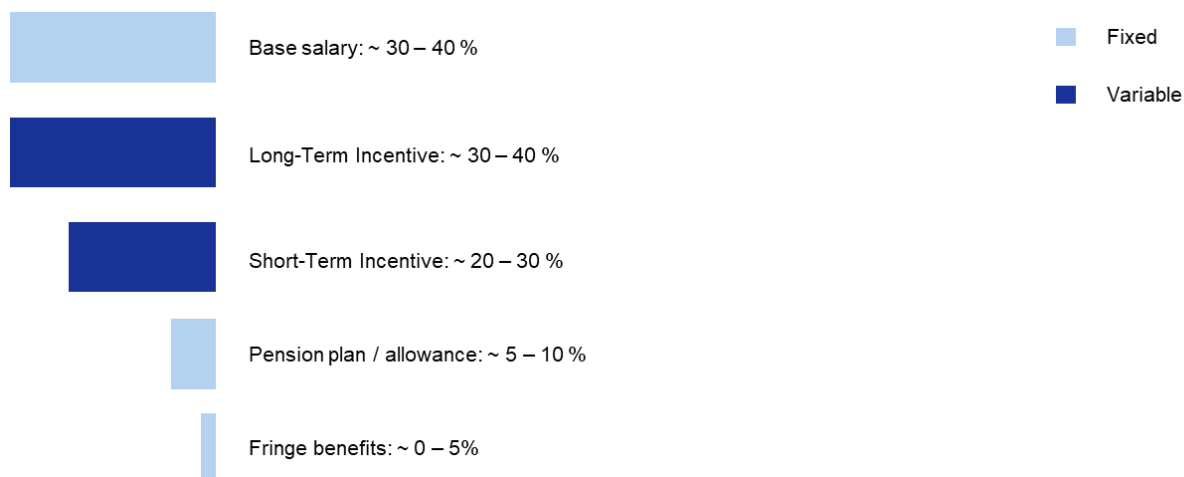 Base salary: ~ 30 – 40 %
Fixed
Variable
Long-Term Incentive: ~ 30 – 40 %
Short-Term Incentive: ~ 20 – 30 %
Pension plan / allowance: ~ 5 – 10 %
Fringe benefits: ~ 0 – 5%